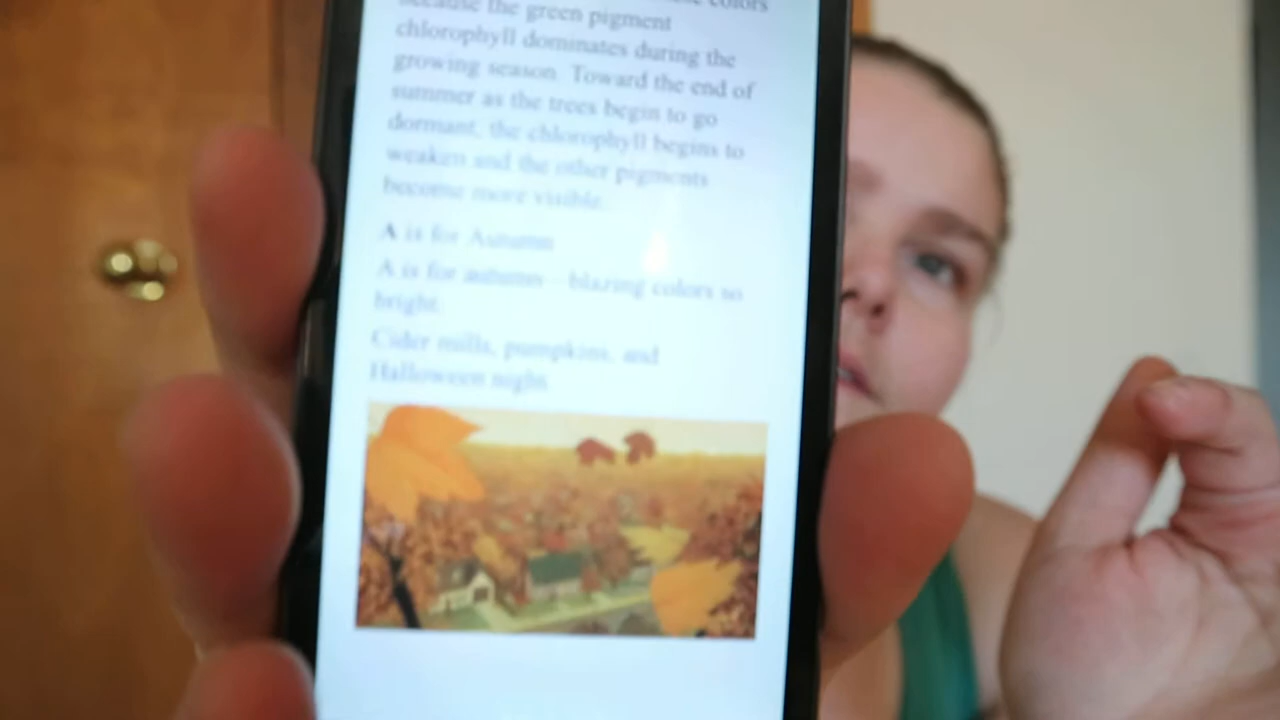 colors
because the green pigment
chlorophyll dominates during the
growing season. Toward the end of
summer as the trees begin to go
dormant, the chlorophyll begins to
weaken and the other pigments
become more visible.
A is for Autumn
A is for autumn - blazing colors so
bright.
Cider mills, pumpkins, and
Halloween night.